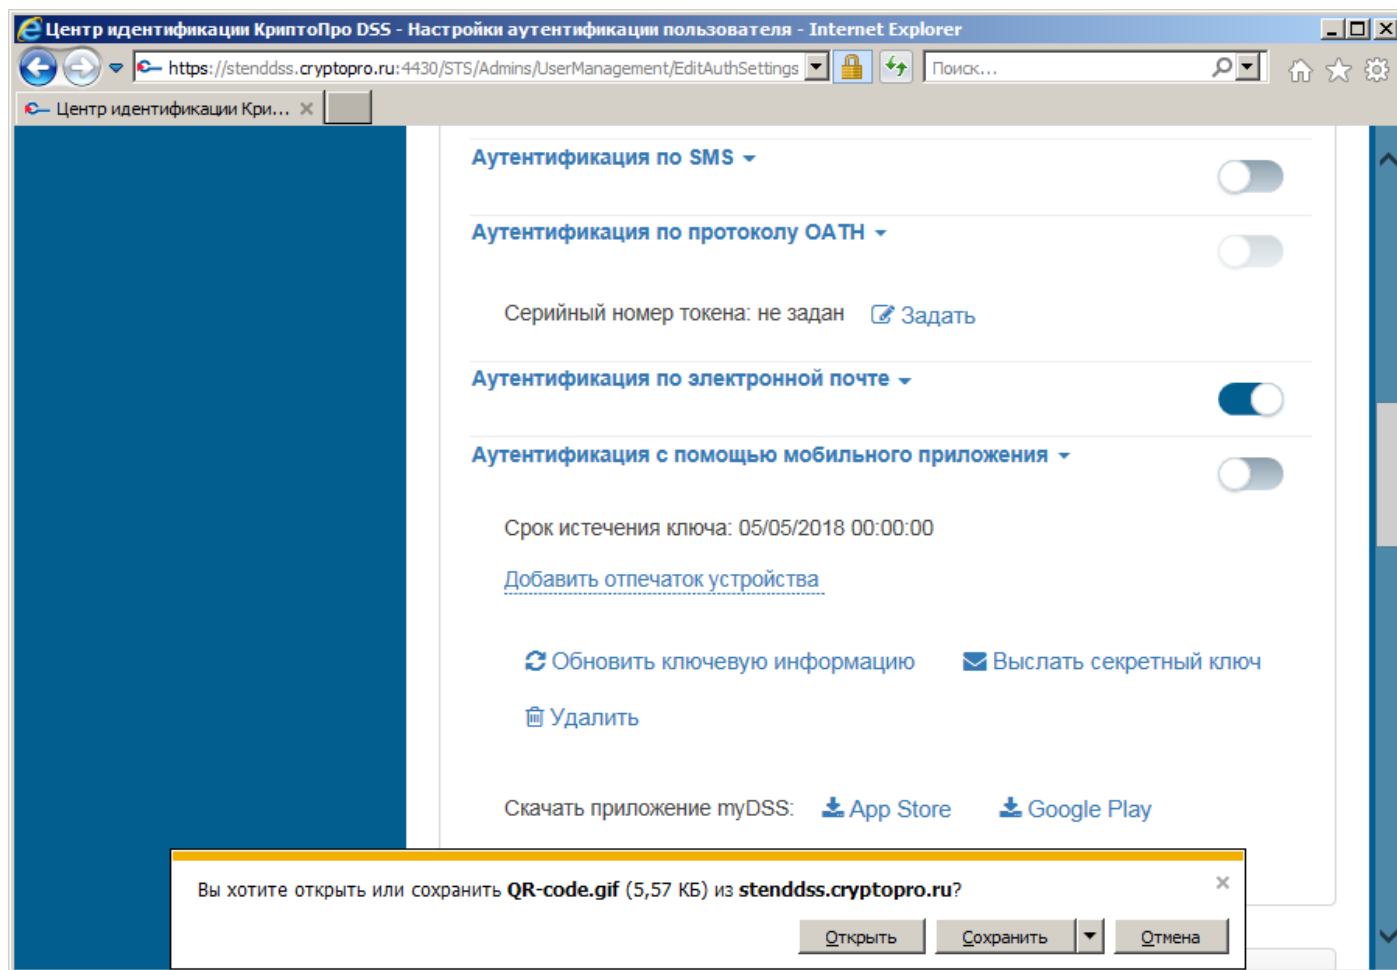 Центр идентификации КриптоПро DSS - Настройки аутентификации пользователя - Internet Explorer
https://stenddss.cryptopro.ru:4430/STS/Admins/UserManagement/EditAuthSettings
Поиск...
Центр идентификации Кри...
Аутентификация по SMS
Аутентификация по протоколу OATH
Серийный номер токена: не задан Задать
Аутентификация по электронной почте
Аутентификация с помощью мобильного приложения
Срок истечения ключа: 05/05/2018 00:00:00
Добавить отпечаток устройства
Обновить ключевую информацию Выслать секретный ключ
Удалить
Скачать приложение myDSS: App Store Google Play
Вы хотите открыть или сохранить QR-code.gif (5,57 КБ) из stenddss.cryptopro.ru?
Открыть Сохранить Отмена